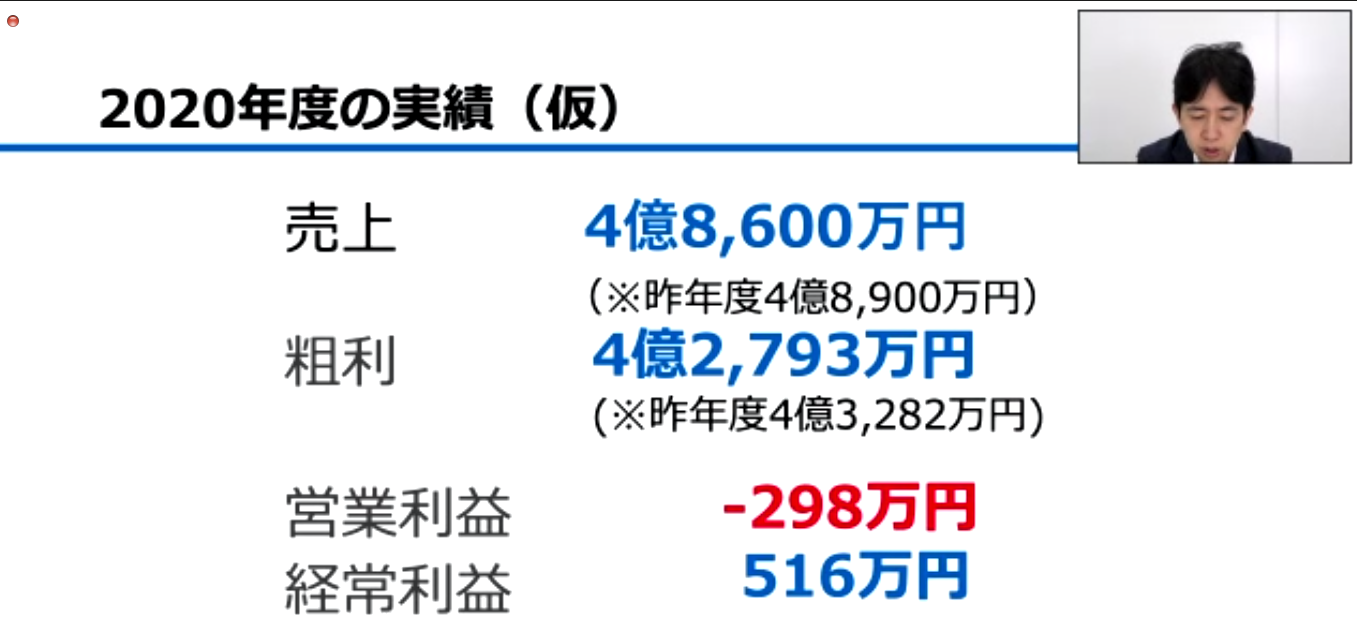 2020年度の実績（仮）
売上 4億8,600万円
（※昨年度4億8,900万円）
粗利 4億2,793万円
(※昨年度4億3,282万円)
営業利益 -298万円
経常利益 516万円